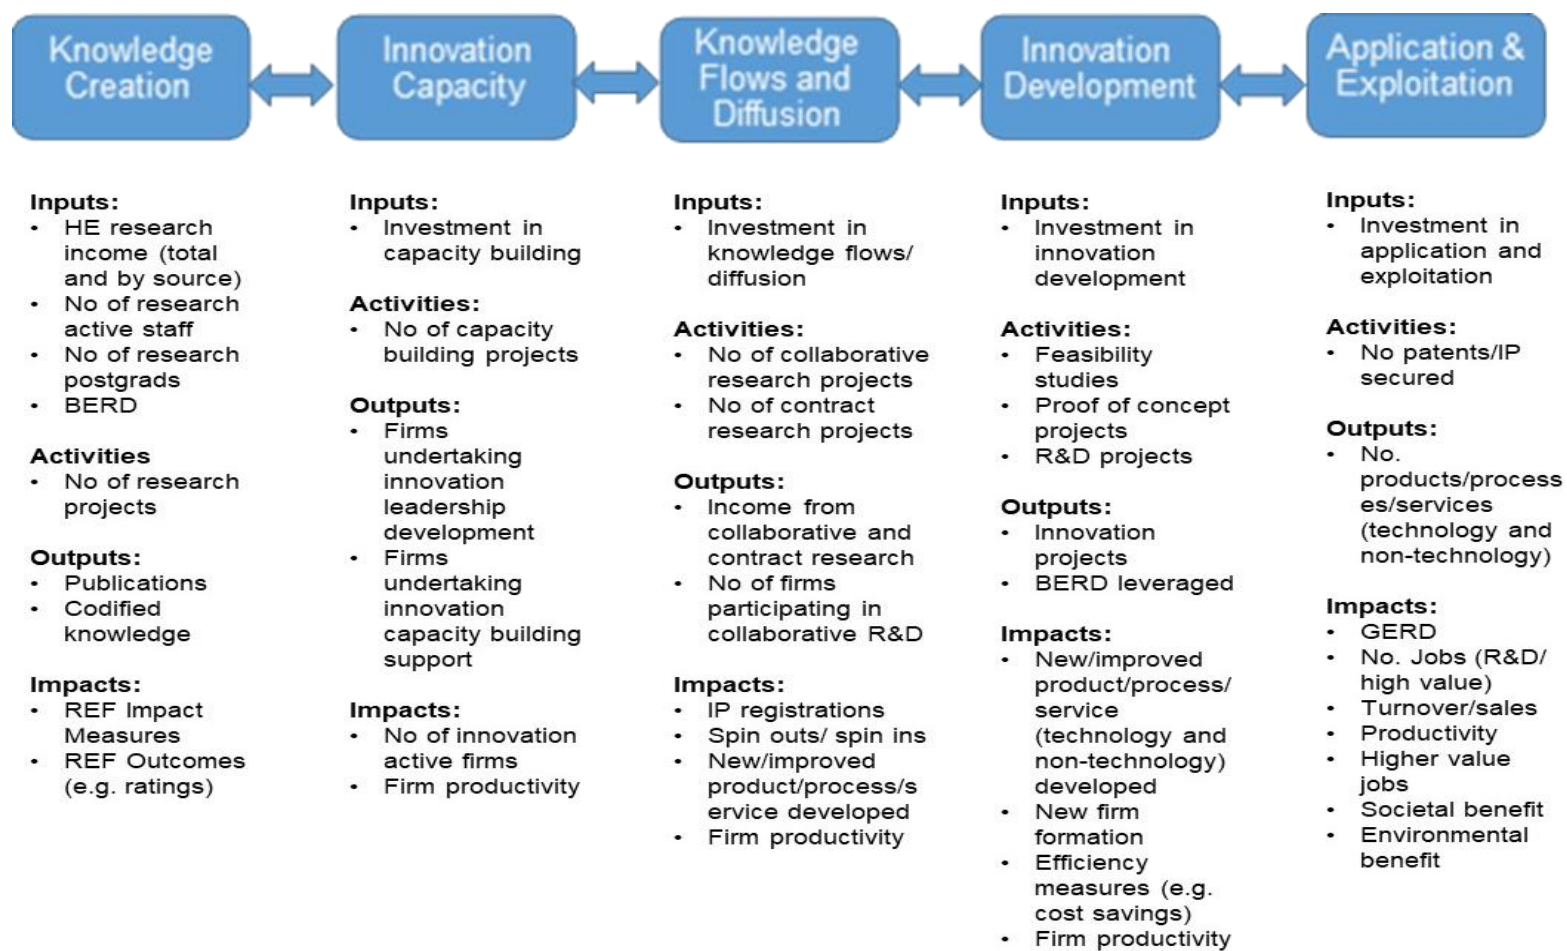 Knowledge
Creation
Innovation
Capacity
Knowledge
Flows and
Diffusion
Innovation
Development
Application &
Exploitation
Inputs:
• HE research
income (total
and by source)
• No of research
active staff
• No of research
postgrads
• BERD
Activities
• No of research
projects
Outputs:
• Publications
• Codified
knowledge
Impacts:
• REF Impact
Measures
• REF Outcomes
(e.g. ratings)
Inputs:
• Investment in
capacity building
Activities:
• No of capacity
building projects
Outputs:
• Firms
undertaking
innovation
leadership
development
• Firms
undertaking
innovation
capacity building
support
Impacts:
• No of innovation
active firms
• Firm productivity
Inputs:
• Investment in
knowledge flows/
diffusion
Activities:
• No of collaborative
research projects
• No of contract
research projects
Outputs:
• Income from
collaborative and
contract research
• No of firms
participating in
collaborative R&D
Impacts:
• IP registrations
• Spin outs/ spin ins
• New/improved
product/process/s
ervice developed
• Firm productivity
Inputs:
• Investment in
innovation
development
Activities:
• Feasibility
studies
• Proof of concept
projects
• R&D projects
Outputs:
• Innovation
projects
• BERD leveraged
Impacts:
• New/improved
product/process/
service
(technology and
non-technology)
developed
• New firm
formation
• Efficiency
measures (e.g.
cost savings)
• Firm productivity
Inputs:
• Investment in
application and
exploitation
Activities:
• No patents/IP
secured
Outputs:
• No.
products/process
es/services
(technology and
non-technology)
Impacts:
• GERD
• No. Jobs (R&D/
high value)
• Turnover/sales
• Productivity
• Higher value
jobs
• Societal benefit
• Environmental
benefit